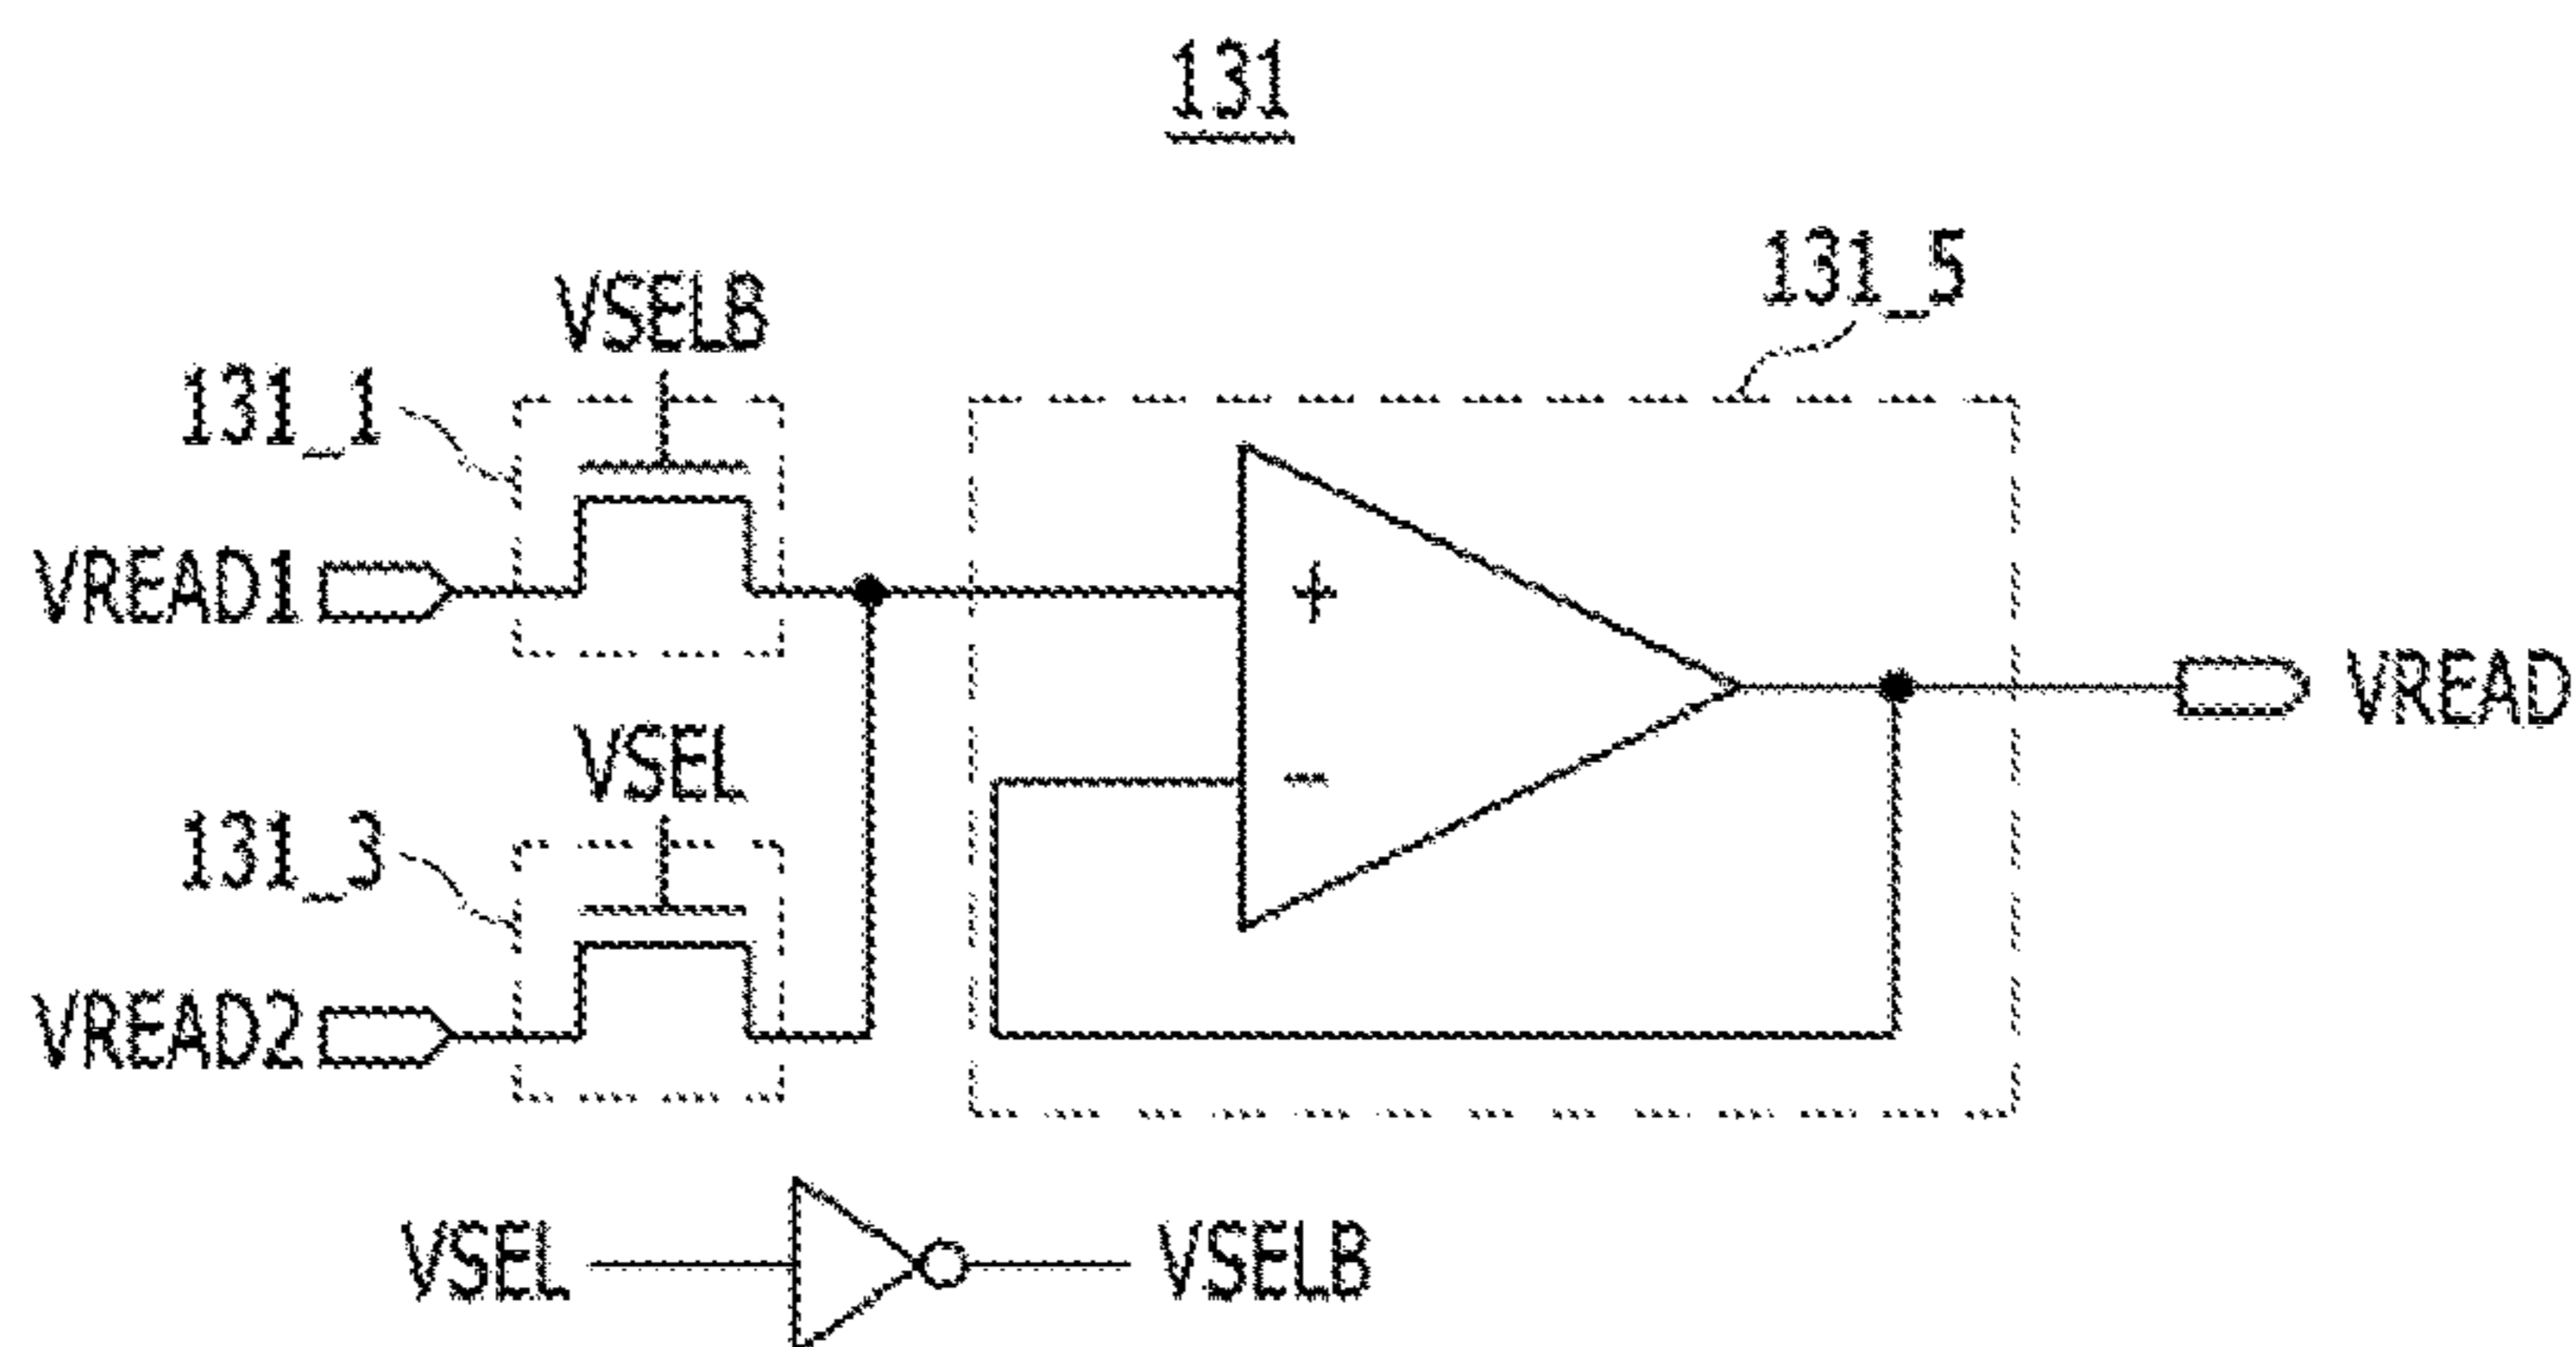 131
131_5
VSELB
131_1
VREAD1
+
VREAD
VSEL
-
131_3
VREAD2
VSEL
VSELB